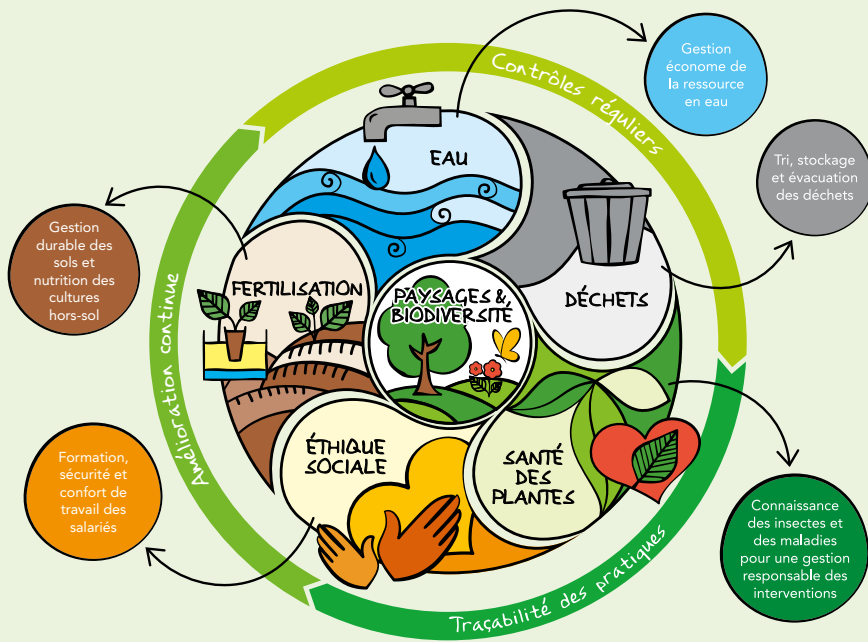 Gestion
économe de
la ressource
en eau
Contrôles réguliers
EAU
Tri, stockage
et évacuation
des déchets
Gestion
durable des
sols et
nutrition des
cultures
hors-sol
FERTILISATION
PAYSAGES &
BIODIVERSITÉ
DÉCHETS
Amélioration continue
ÉTHIQUE
SOCIALE
SANTÉ
DES
PLANTES
Formation,
sécurité et
confort de
travail des
salariés
Connaissance
des insectes et
des maladies
pour une gestion
responsable des
interventions
Traçabilité des pratiques